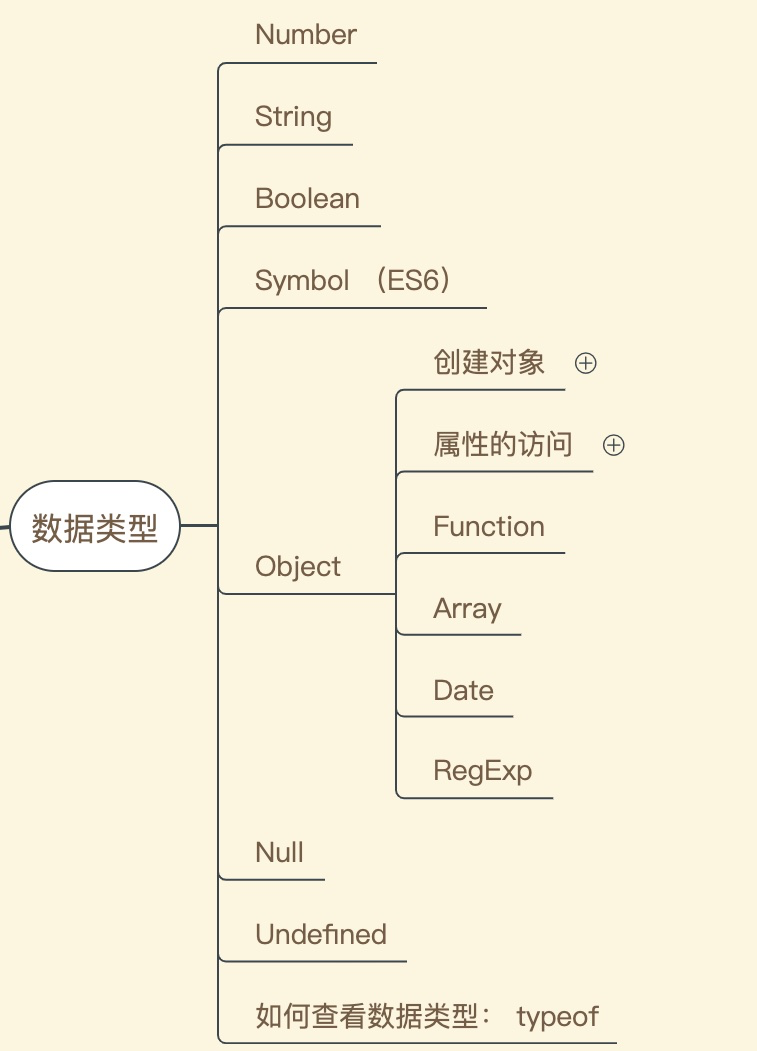 Number
String
Boolean
Symbol （ES6）
创建对象
属性的访问
数据类型
Function
Object
Array
Date
RegExp
Null
Undefined
如何查看数据类型： typeof